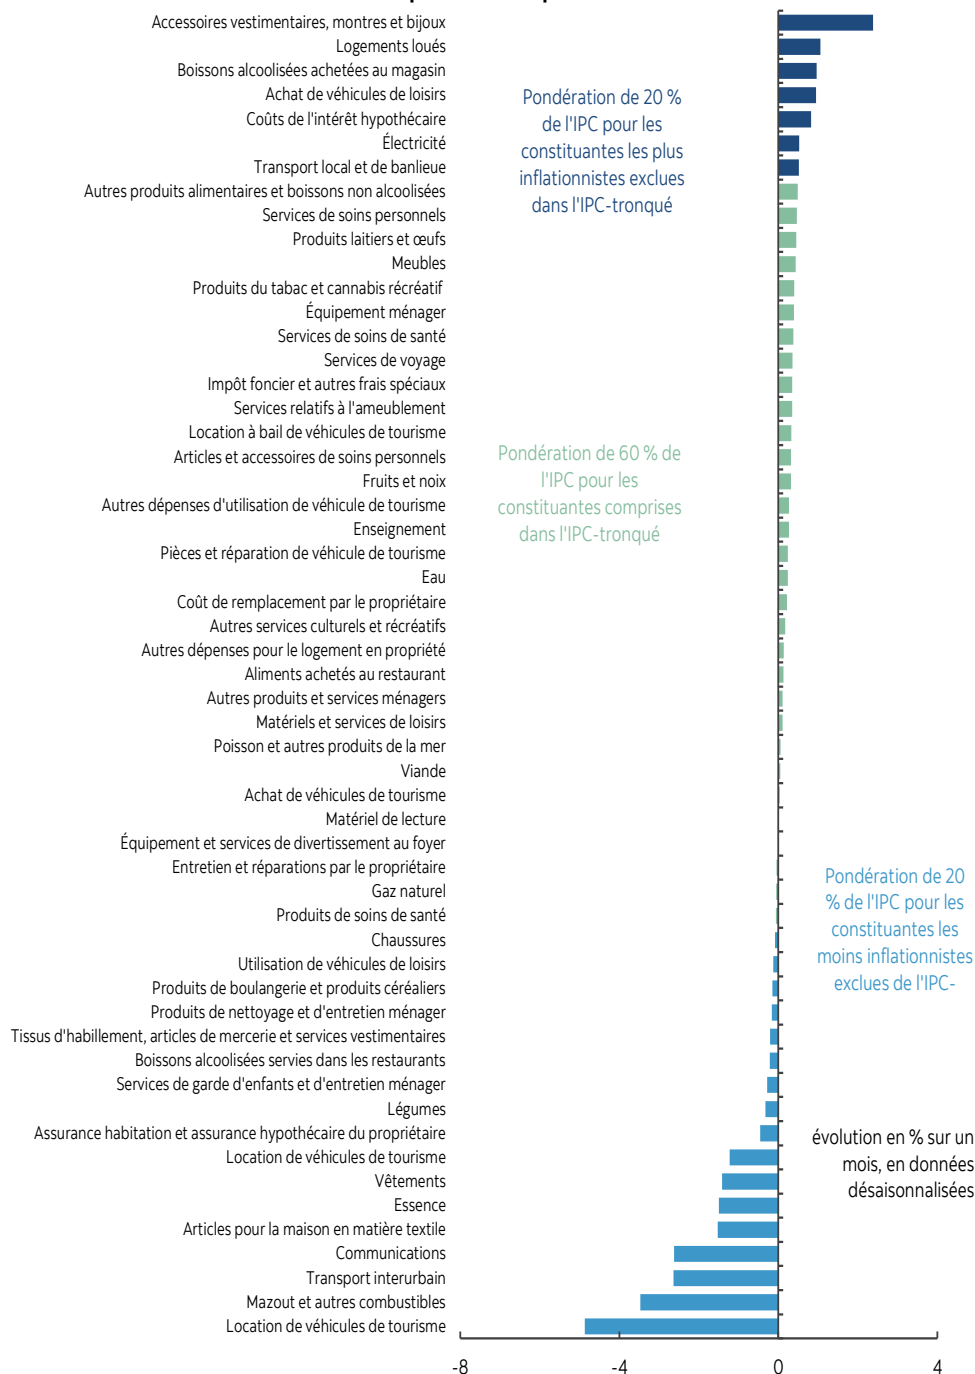 Accessoires vestimentaires, montres et bijoux
Logements loués
Boissons alcoolisées achetées au magasin
Achat de véhicules de loisirs
Coûts de l'intérêt hypothécaire
Électricité
Transport local et de banlieue
Autres produits alimentaires et boissons non alcoolisées
Services de soins personnels
Produits laitiers et œufs
Meubles
Produits du tabac et cannabis récréatif
Équipement ménager
Services de soins de santé
Services de voyage
Impôt foncier et autres frais spéciaux
Services relatifs à l'ameublement
Location à bail de véhicules de tourisme
Articles et accessoires de soins personnels
Fruits et noix
Autres dépenses d'utilisation de véhicule de tourisme
Enseignement
Pièces et réparation de véhicule de tourisme
Eau
Coût de remplacement par le propriétaire
Autres services culturels et récréatifs
Autres dépenses pour le logement en propriété
Aliments achetés au restaurant
Autres produits et services ménagers
Matériels et services de loisirs
Poisson et autres produits de la mer
Viande
Achat de véhicules de tourisme
Matériel de lecture
Équipement et services de divertissement au foyer
Entretien et réparations par le propriétaire
Gaz naturel
Produits de soins de santé
Chaussures
Utilisation de véhicules de loisirs
Produits de boulangerie et produits céréaliers
Produits de nettoyage et d'entretien ménager
Tissus d'habillement, articles de mercerie et services vestimentaires
Boissons alcoolisées servies dans les restaurants
Services de garde d'enfants et d'entretien ménager
Légumes
Assurance habitation et assurance hypothécaire du propriétaire
Location de véhicules de tourisme
Vêtements
Essence
Articles pour la maison en matière textile
Communications
Transport interurbain
Mazout et autres combustibles
Location de véhicules de tourisme
Pondération de 20 %
de l'IPC pour les
constituantes les plus
inflationnistes exclues
dans l'IPC-tronqué
Pondération de 60 % de
l'IPC pour les
constituantes comprises
dans l'IPC-tronqué
Pondération de 20
% de l'IPC pour les
constituantes les
moins inflationnistes
exclues de l'IPC-
évolution en % sur un
mois, en données
désaisonnalisées
-8
-4
0
4